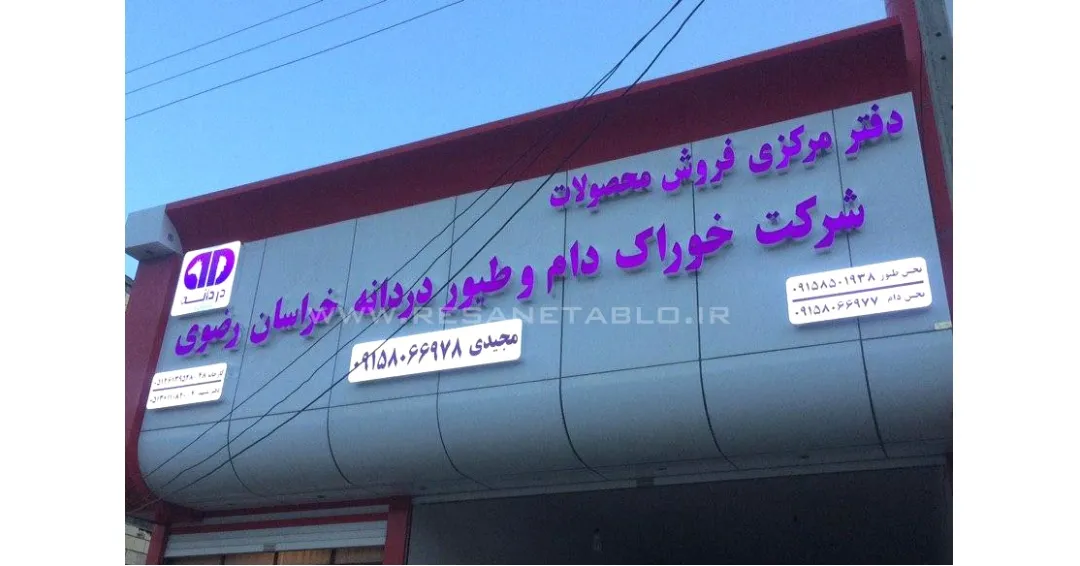 دفتر مرکزی فروش محصولات
شرکت خوراک دام و طیور دردانه خراسان رضوی
دردانه
بخش طیور ۰۹۱۵۸۵۰۱۹۳۸
بخش دام ۰۹۱۵۸۰۶۶۹۷۷
مجیدی ۰۹۱۵۸۰۶۶۹۷۸
WWW.RESANETABLO.IR
کارخانه